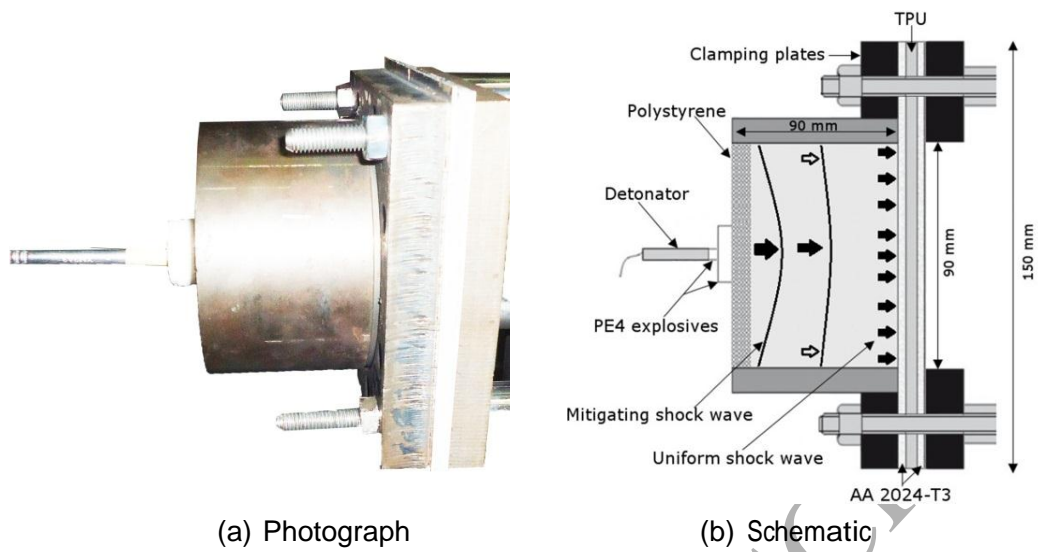 TPU
Clamping plates
Polystyrene
90 mm
Detonator
90 mm
150 mm
PE4 explosives
Mitigating shock wave
Uniform shock wave
AA 2024-T3
(a) Photograph
(b) Schematic